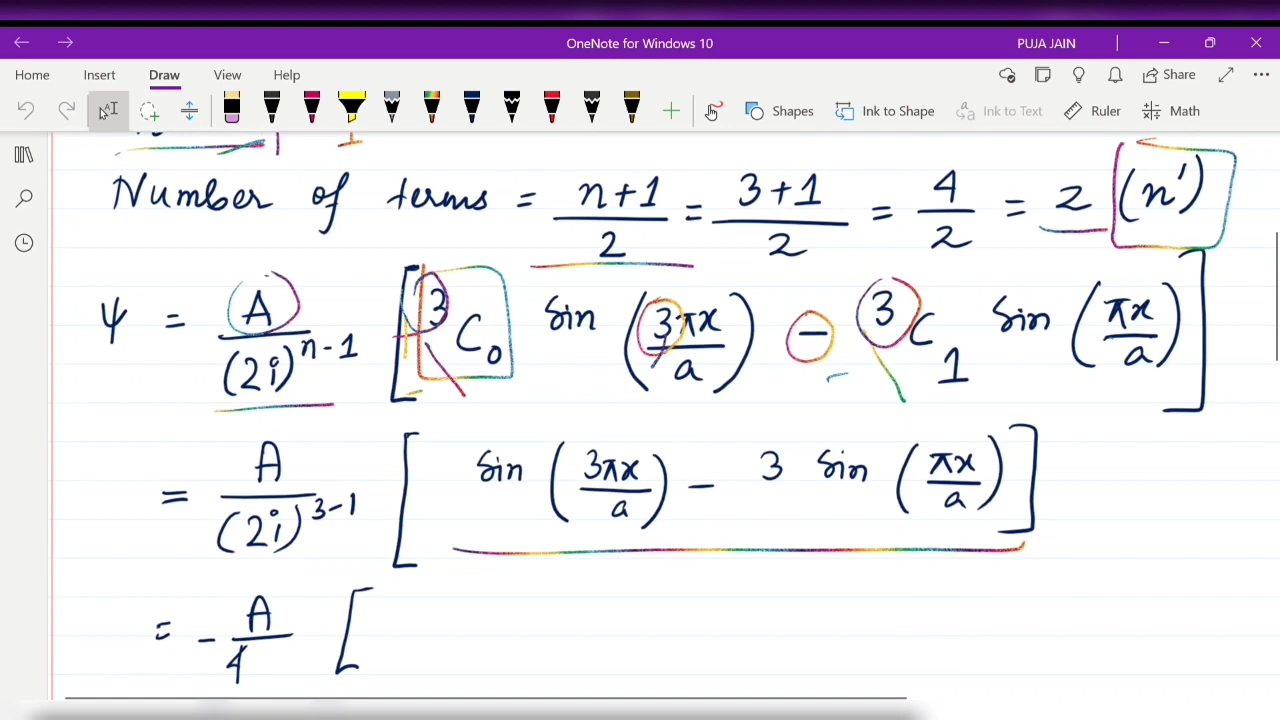 OneNote for Windows 10 PUJA JAIN
Home Insert Draw View Help Share
Shapes Ink to Shape Ink to Text Ruler Math
Number of terms = n+1/2 = 3+1/2 = 4/2 = 2 (n')
ψ = A/(2i)^n-1 [ ³C₀ sin (3πx/a) - ³C₁ sin (πx/a) ]
= A/(2i)^3-1 [ sin (3πx/a) - 3 sin (πx/a) ]
= - A/4 [